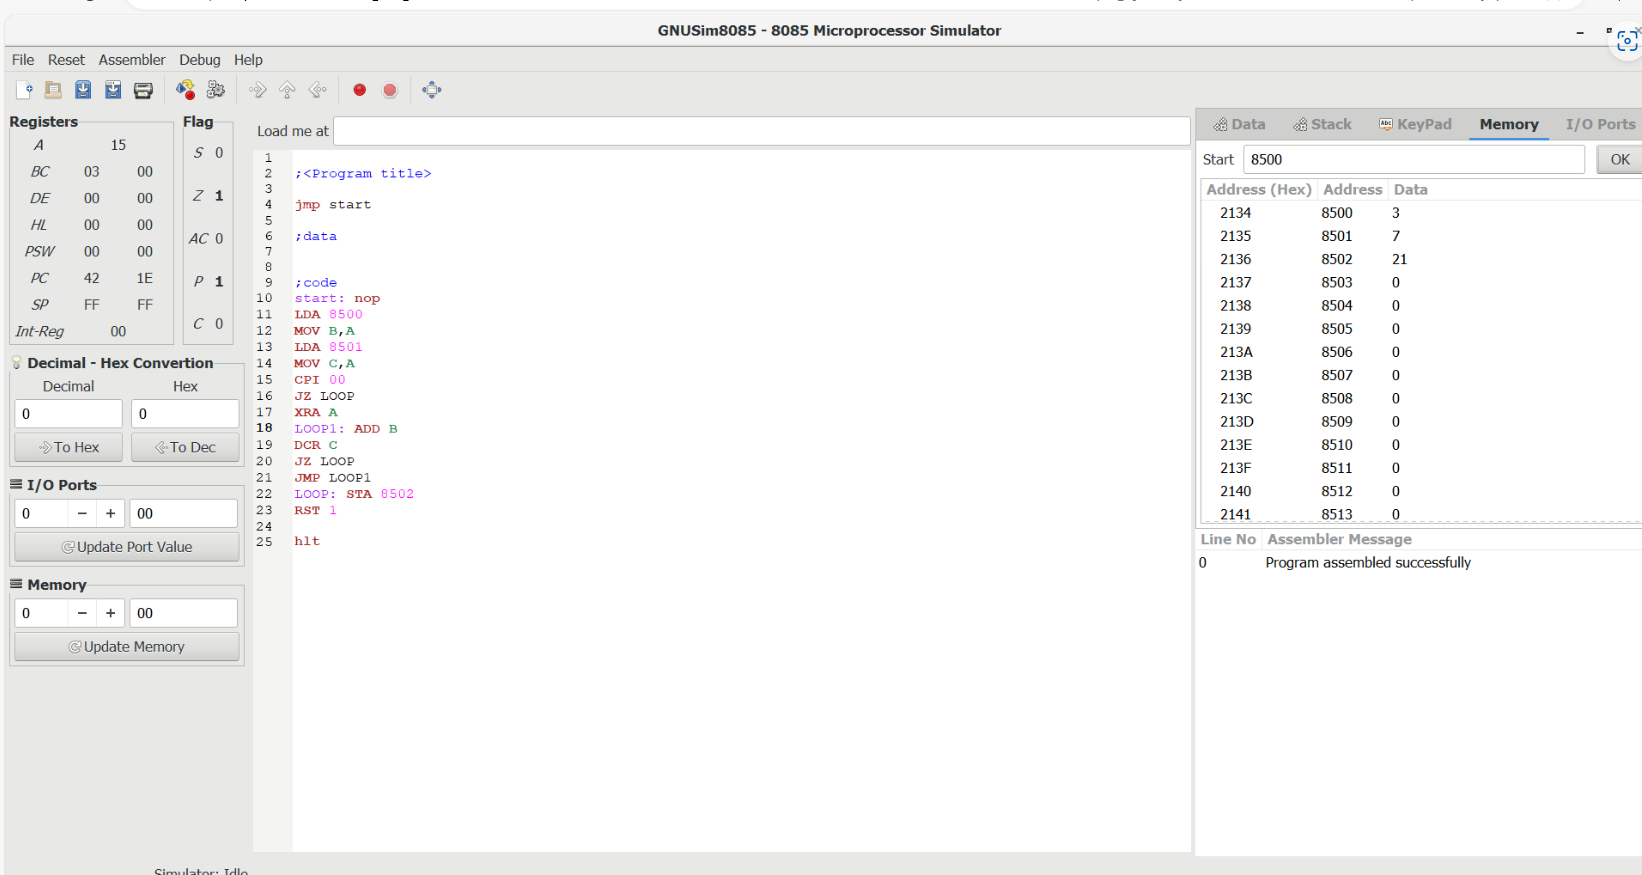 GNUSim8085 - 8085 Microprocessor Simulator
File Reset Assembler Debug Help
Registers
A 15
BC 03 00
DE 00 00
HL 00 00
PSW 00 00
PC 42 1E
SP FF FF
Int-Reg 00
Flag
S 0
Z 1
AC 0
P 1
C 0
Decimal - Hex Convertion
Decimal Hex
0 0
To Hex To Dec
I/O Ports
0 - + 00
Update Port Value
Memory
0 - + 00
Update Memory
Load me at
1
2 ;<Program title>
3
4 jmp start
5
6 ;data
7
8
9 ;code
10 start: nop
11 LDA 8500
12 MOV B,A
13 LDA 8501
14 MOV C,A
15 CPI 00
16 JZ LOOP
17 XRA A
18 LOOP1: ADD B
19 DCR C
20 JZ LOOP
21 JMP LOOP1
22 LOOP: STA 8502
23 RST 1
24
25 hlt
Data Stack KeyPad Memory I/O Ports
Start 8500 OK
Address (Hex) Address Data
2134 8500 3
2135 8501 7
2136 8502 21
2137 8503 0
2138 8504 0
2139 8505 0
213A 8506 0
213B 8507 0
213C 8508 0
213D 8509 0
213E 8510 0
213F 8511 0
2140 8512 0
2141 8513 0
Line No Assembler Message
0 Program assembled successfully
Simulator: Idle